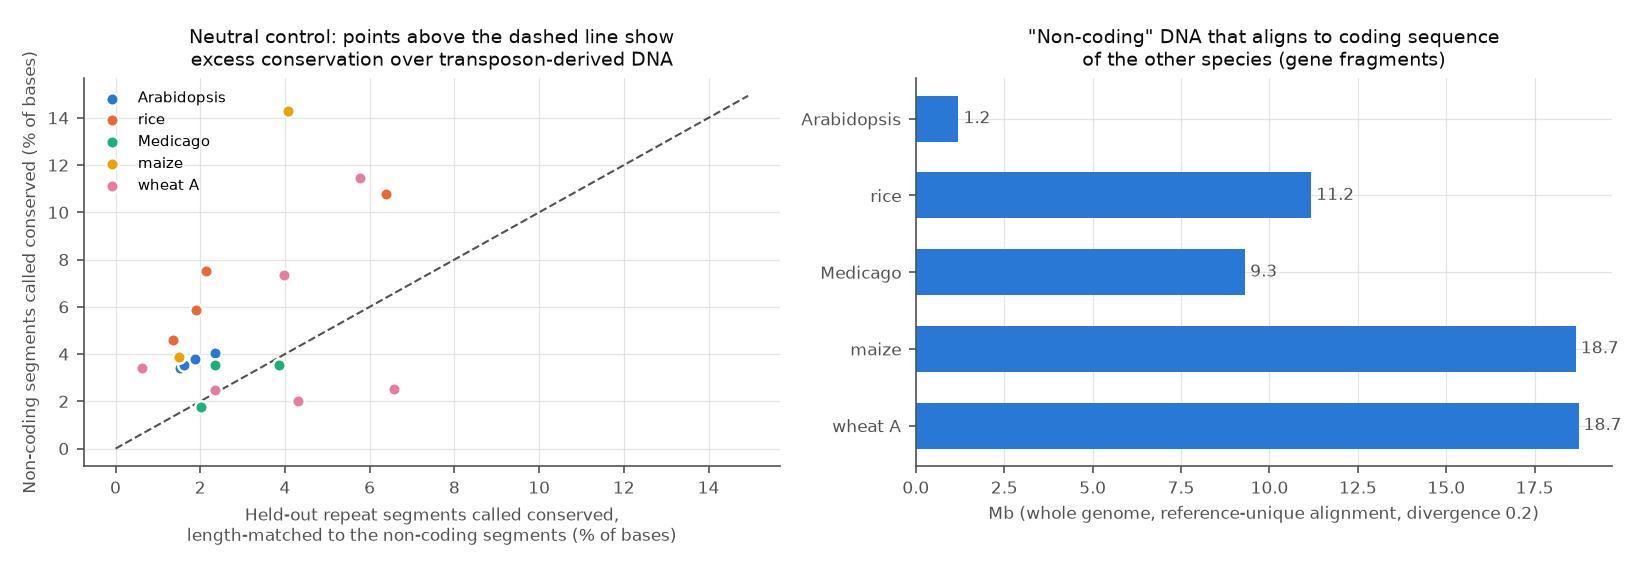 Neutral control: points above the dashed line show
excess conservation over transposon-derived DNA
Non-coding segments called conserved (% of bases)
14
12
10
8
6
4
2
0
Arabidopsis
rice
Medicago
maize
wheat A
0
2
4
6
8
10
12
14
Held-out repeat segments called conserved,
length-matched to the non-coding segments (% of bases)
"Non-coding" DNA that aligns to coding sequence
of the other species (gene fragments)
Arabidopsis
1.2
rice
11.2
Medicago
9.3
maize
18.7
wheat A
18.7
0.0
2.5
5.0
7.5
10.0
12.5
15.0
17.5
Mb (whole genome, reference-unique alignment, divergence 0.2)